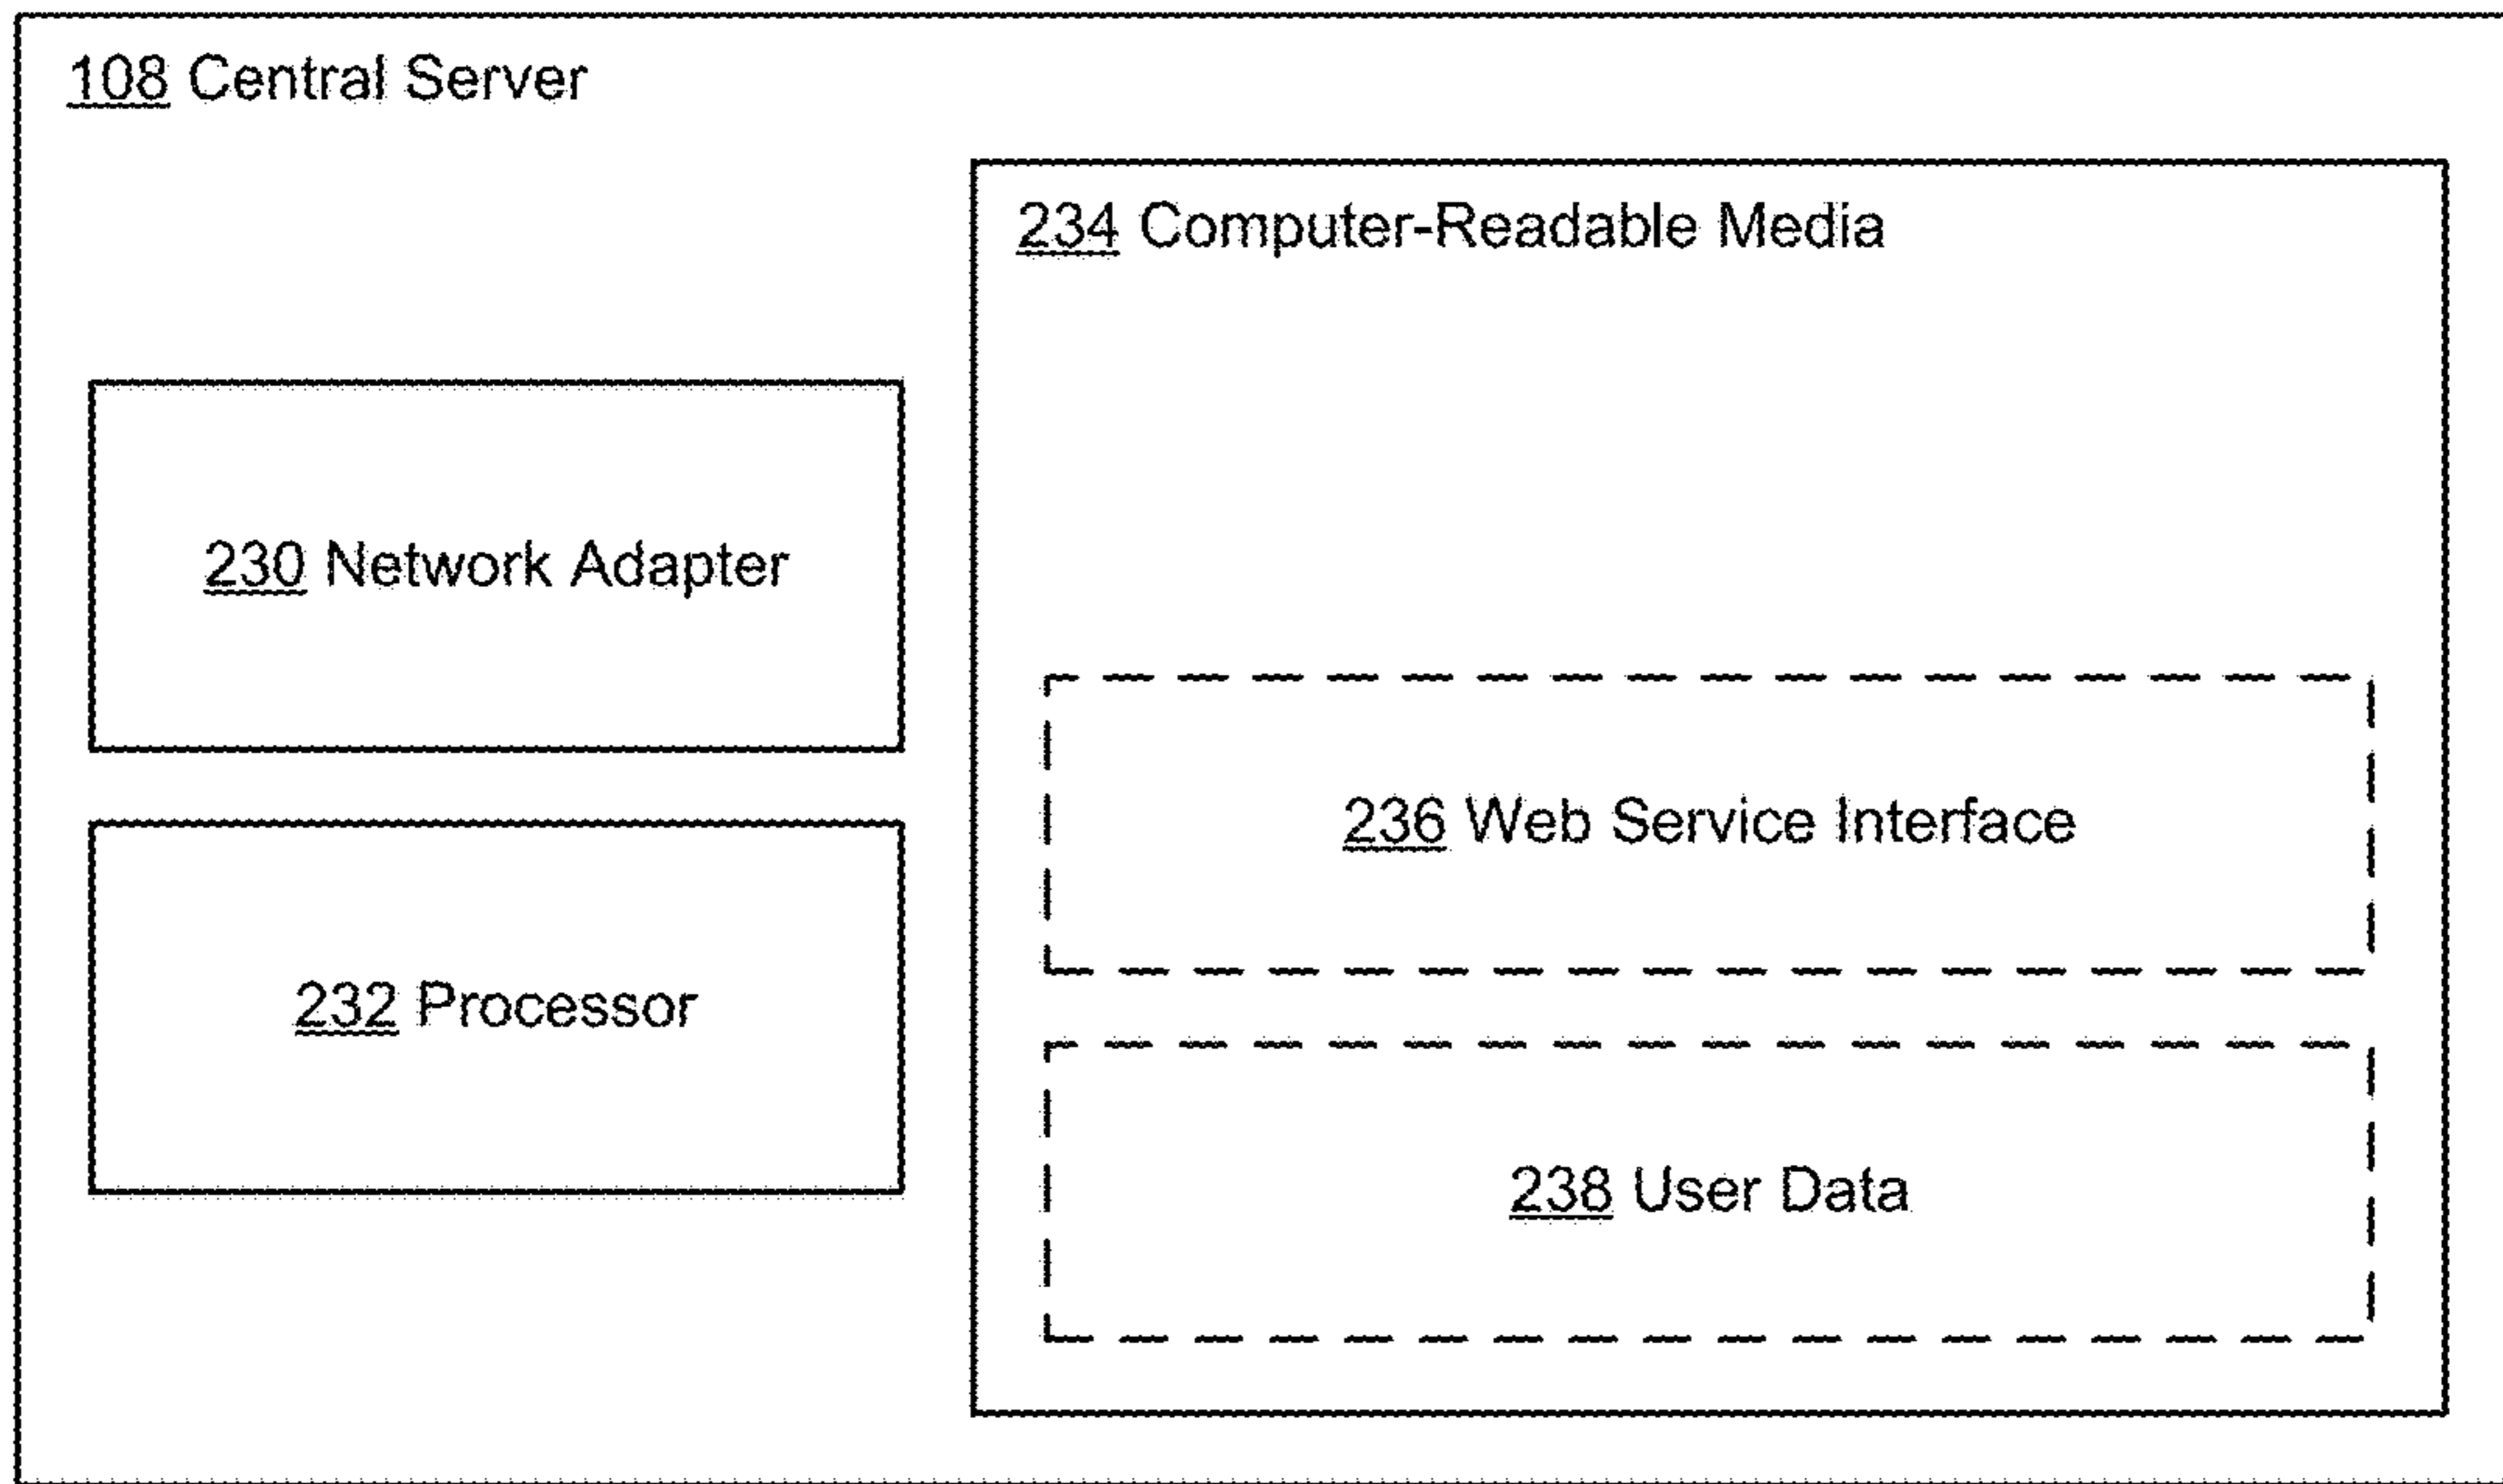 108 Central Server
234 Computer-Readable Media
230 Network Adapter
236 Web Service Interface
232 Processor
238 User Data